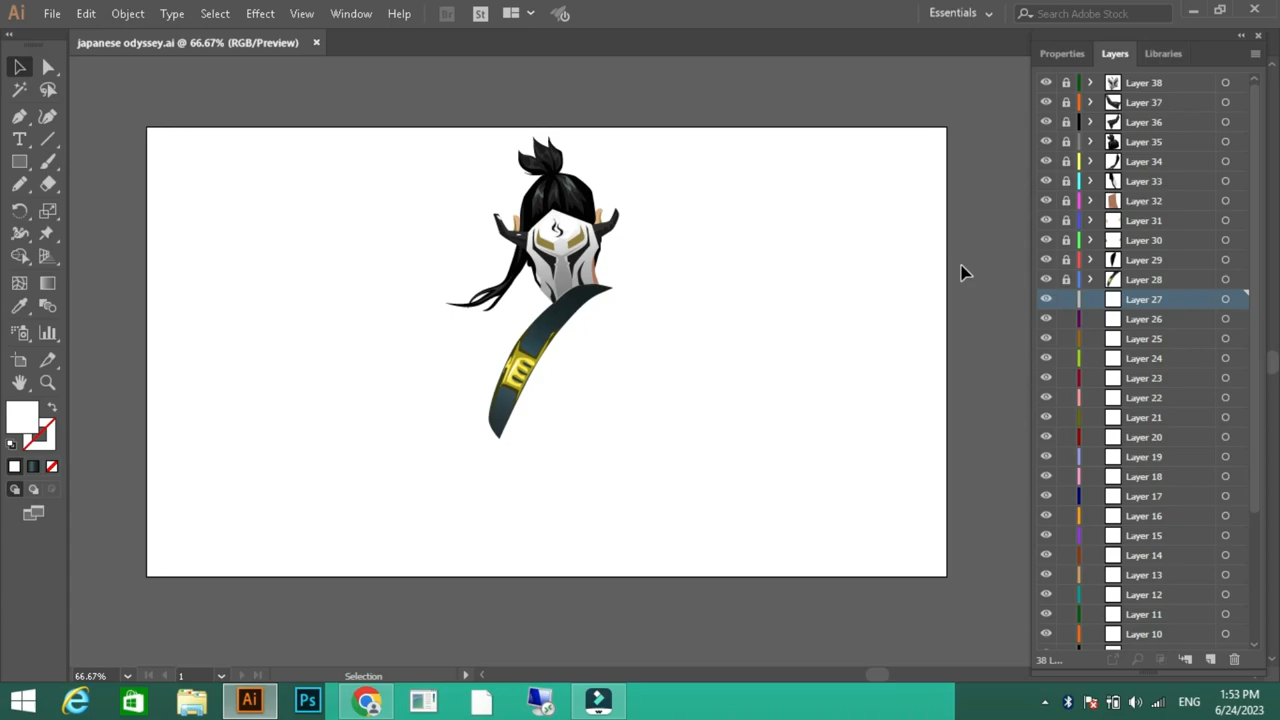 Ai File Edit Object Type Select Effect View Window Help Br St Essentials Search Adobe Stock
japanese odyssey.ai @ 66.67% (RGB/Preview)
Properties Layers Libraries
Layer 38
Layer 37
Layer 36
Layer 35
Layer 34
Layer 33
Layer 32
Layer 31
Layer 30
Layer 29
Layer 28
Layer 27
Layer 26
Layer 25
Layer 24
Layer 23
Layer 22
Layer 21
Layer 20
Layer 19
Layer 18
Layer 17
Layer 16
Layer 15
Layer 14
Layer 13
Layer 12
Layer 11
Layer 10
38 L...
66.67% 1 Selection
Ai Ps ENG
1:53 PM
6/24/2023